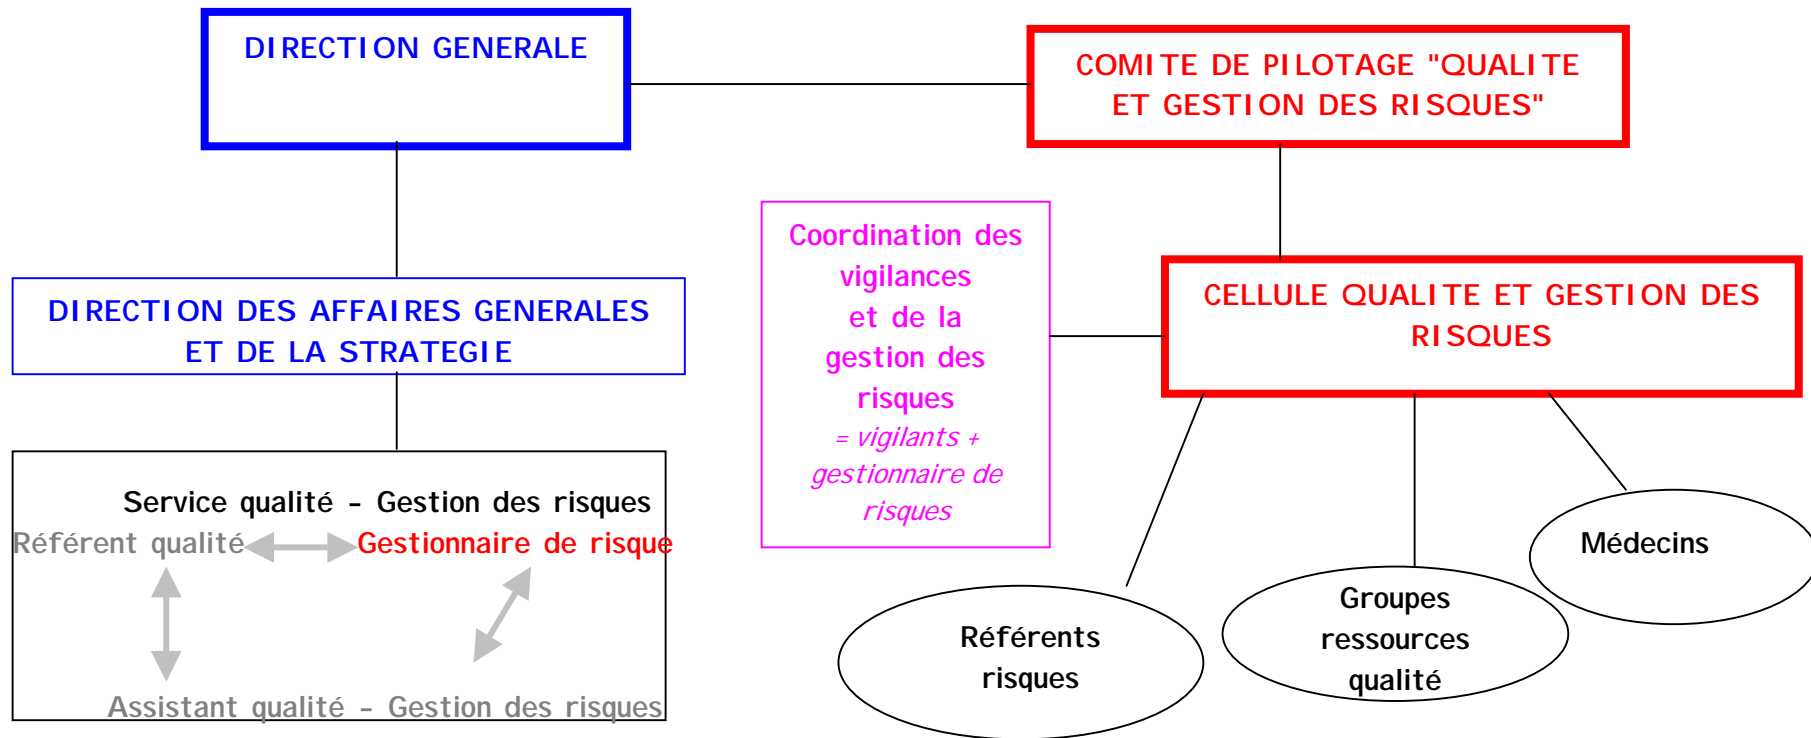 DIRECTION GENERALE
COMITE DE PILOTAGE "QUALITE
ET GESTION DES RISQUES"
Coordination des
vigilances
et de la
gestion des
risques
= vigilants +
gestionnaire de
risques
CELLULE QUALITE ET GESTION DES
RISQUES
DIRECTION DES AFFAIRES GENERALES
ET DE LA STRATEGIE
Service qualité – Gestion des risques
Référent qualité Gestionnaire de risque
Assistant qualité – Gestion des risques
Référents
risques
Groupes
ressources
qualité
Médecins